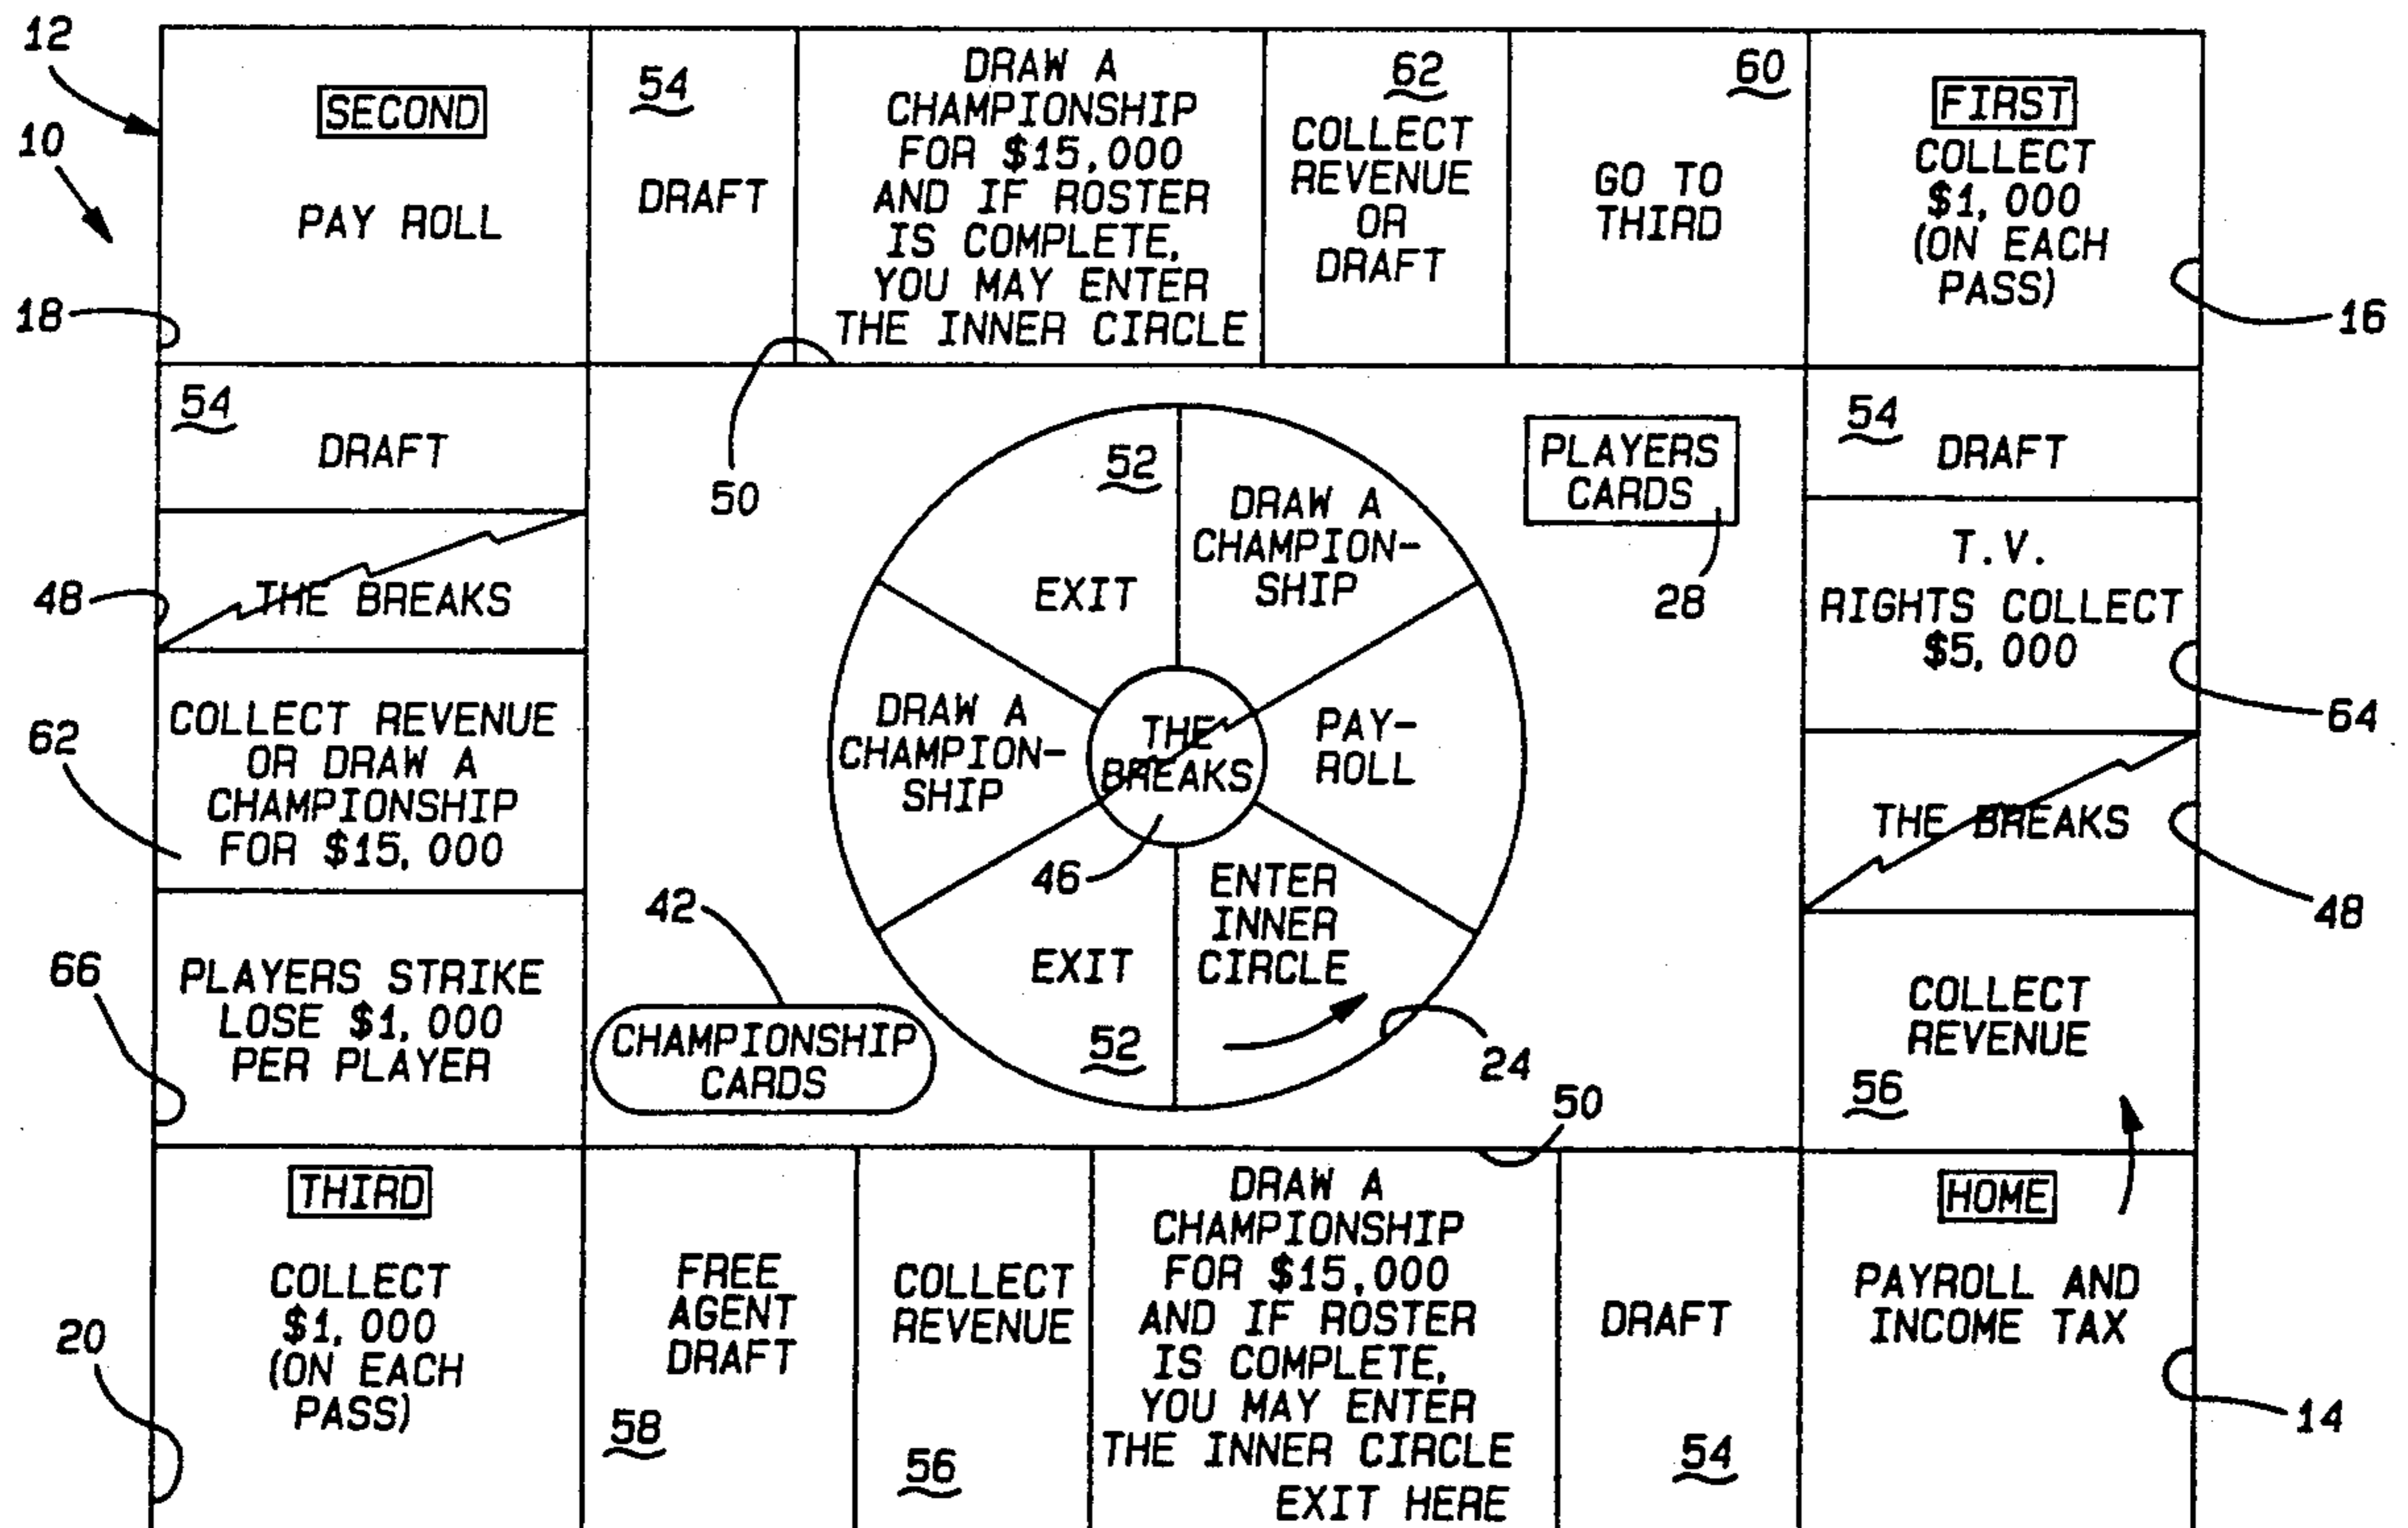 12
10
SECOND
PAY ROLL
18
54
DRAFT
DRAW A
CHAMPIONSHIP
FOR $15,000
AND IF ROSTER
IS COMPLETE,
YOU MAY ENTER
THE INNER CIRCLE
50
62
COLLECT
REVENUE
OR
DRAFT
60
GO TO
THIRD
FIRST
COLLECT
$1,000
(ON EACH
PASS)
16
54
DRAFT
THE BREAKS
48
COLLECT REVENUE
OR DRAW A
CHAMPIONSHIP
FOR $15,000
62
PLAYERS STRIKE
LOSE $1,000
PER PLAYER
66
52
EXIT
DRAW A
CHAMPION-
SHIP
DRAW A
CHAMPION-
SHIP
THE
BREAKS
46
PAY-
ROLL
EXIT
52
ENTER
INNER
CIRCLE
24
PLAYERS
CARDS
28
42
CHAMPIONSHIP
CARDS
54
DRAFT
T.V.
RIGHTS COLLECT
$5,000
64
THE BREAKS
48
COLLECT
REVENUE
56
THIRD
COLLECT
$1,000
(ON EACH
PASS)
20
FREE
AGENT
DRAFT
58
COLLECT
REVENUE
56
50
DRAW A
CHAMPIONSHIP
FOR $15,000
AND IF ROSTER
IS COMPLETE,
YOU MAY ENTER
THE INNER CIRCLE
EXIT HERE
DRAFT
54
HOME
PAYROLL AND
INCOME TAX
14